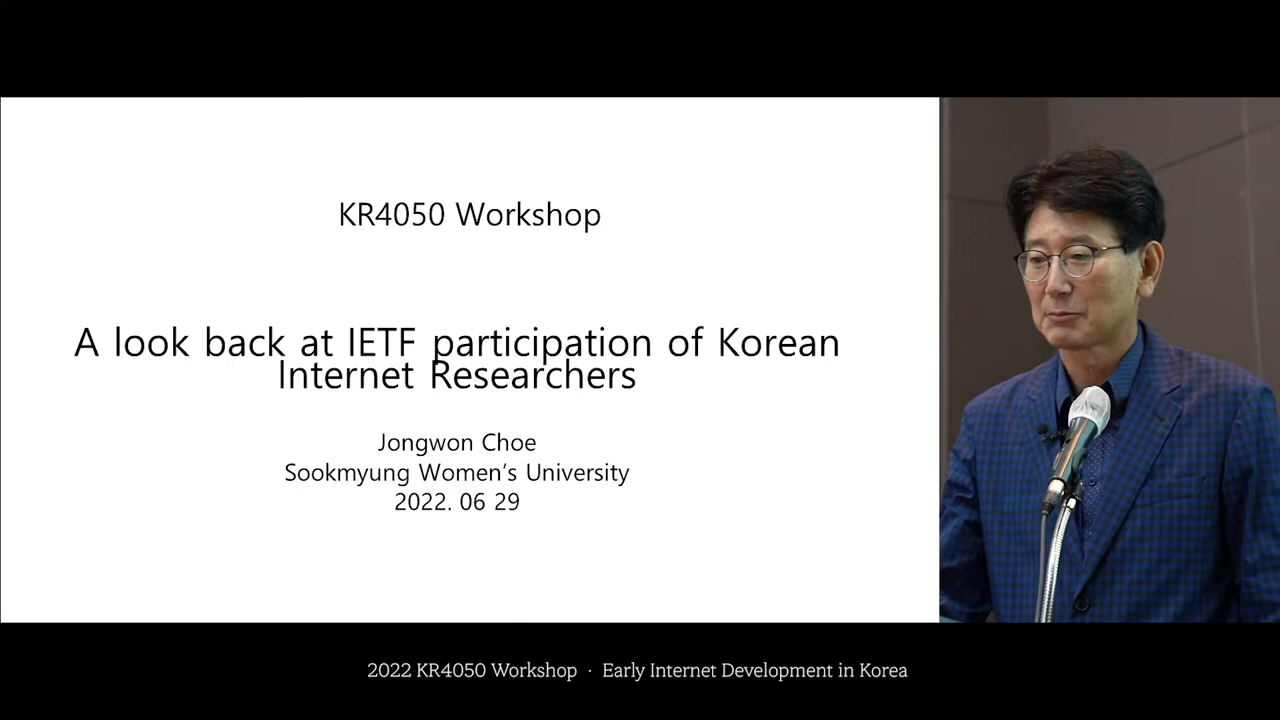 KR4050 Workshop
A look back at IETF participation of Korean
Internet Researchers
Jongwon Choe
Sookmyung Women’s University
2022. 06 29
2022 KR4050 Workshop · Early Internet Development in Korea